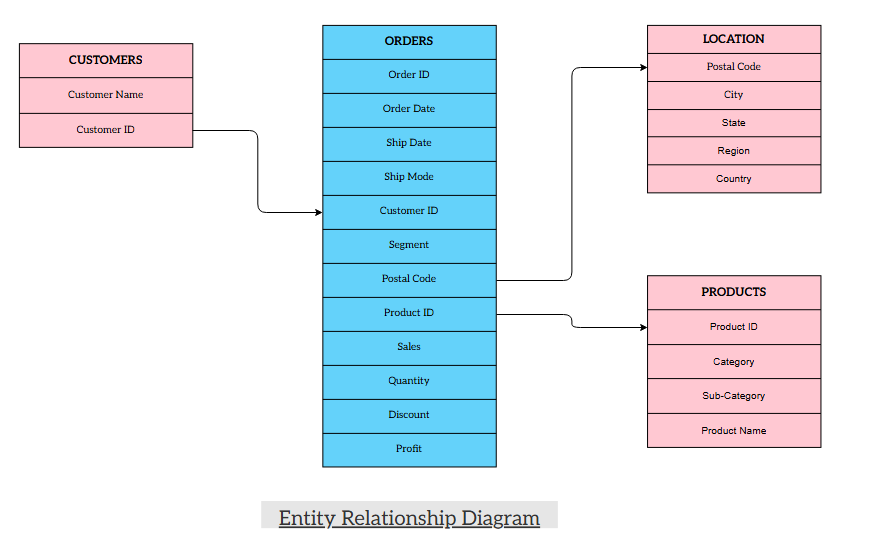 CUSTOMERS
Customer Name
Customer ID
ORDERS
Order ID
Order Date
Ship Date
Ship Mode
Customer ID
Segment
Postal Code
Product ID
Sales
Quantity
Discount
Profit
LOCATION
Postal Code
City
State
Region
Country
PRODUCTS
Product ID
Category
Sub-Category
Product Name
Entity Relationship Diagram